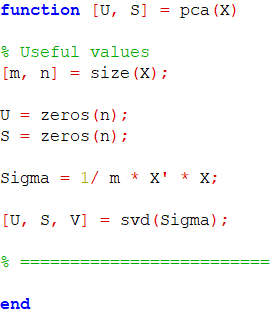 function [U, S] = pca(X)
% Useful values
[m, n] = size(X);
U = zeros(n);
S = zeros(n);
Sigma = 1/ m * X' * X;
[U, S, V] = svd(Sigma);
% =========================
end